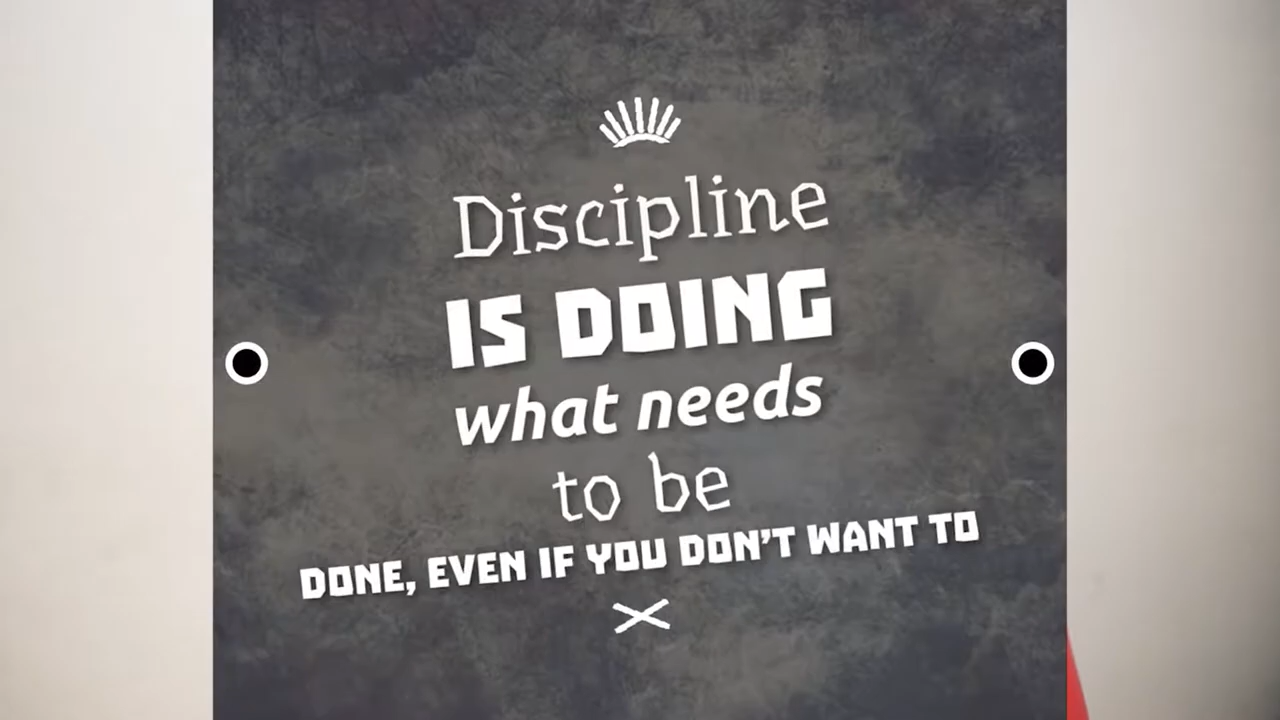 Discipline
IS DOING
what needs
to be
DONE, EVEN IF YOU DON'T WANT TO